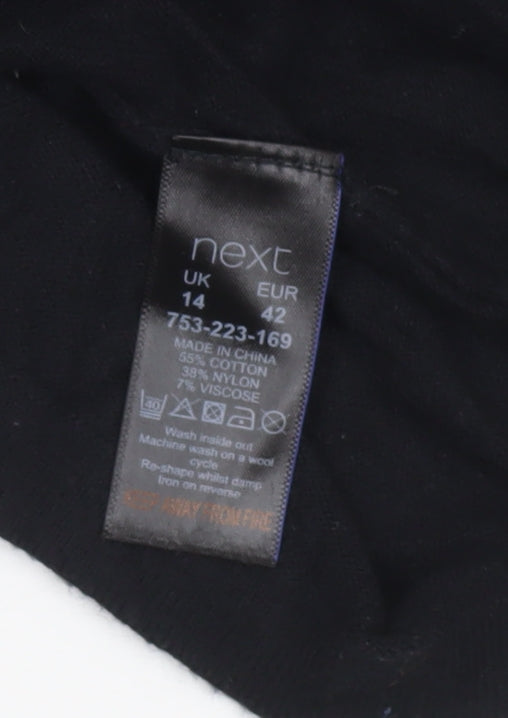 next
UK EUR
14 42
753-223-169
MADE IN CHINA
55% COTTON
38% NYLON
7% VISCOSE
40
Wash inside out
Machine wash on a wool
cycle
Re-shape whilst damp
Iron on reverse
KEEP AWAY FROM FIRE